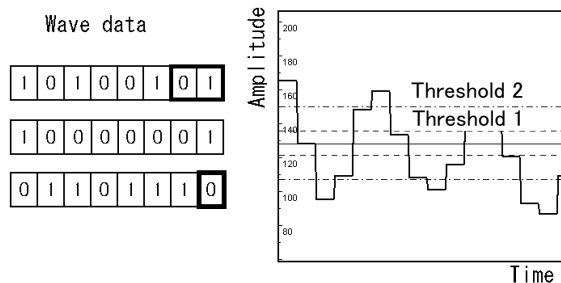 Wave data
1 0 1 0 0 1 0 1
1 0 0 0 0 0 0 1
0 1 1 0 1 1 1 0
Amplitude
200
180
160
140
120
100
80
Threshold 2
Threshold 1
Time